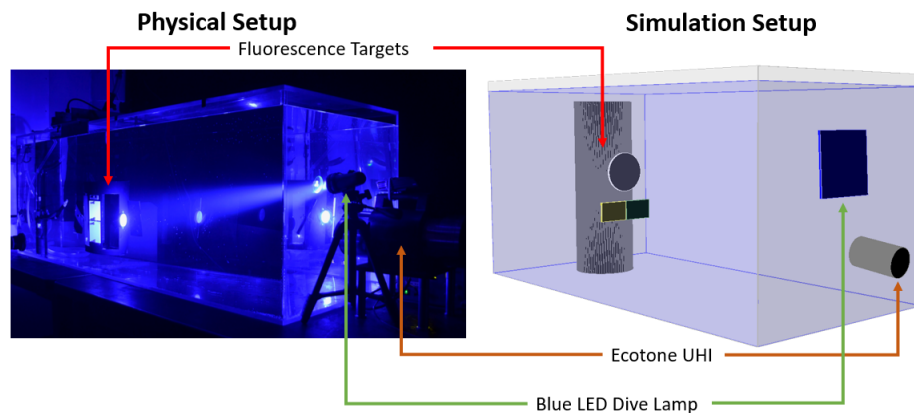 Physical Setup
Simulation Setup
Fluorescence Targets
Ecotone UHI
Blue LED Dive Lamp